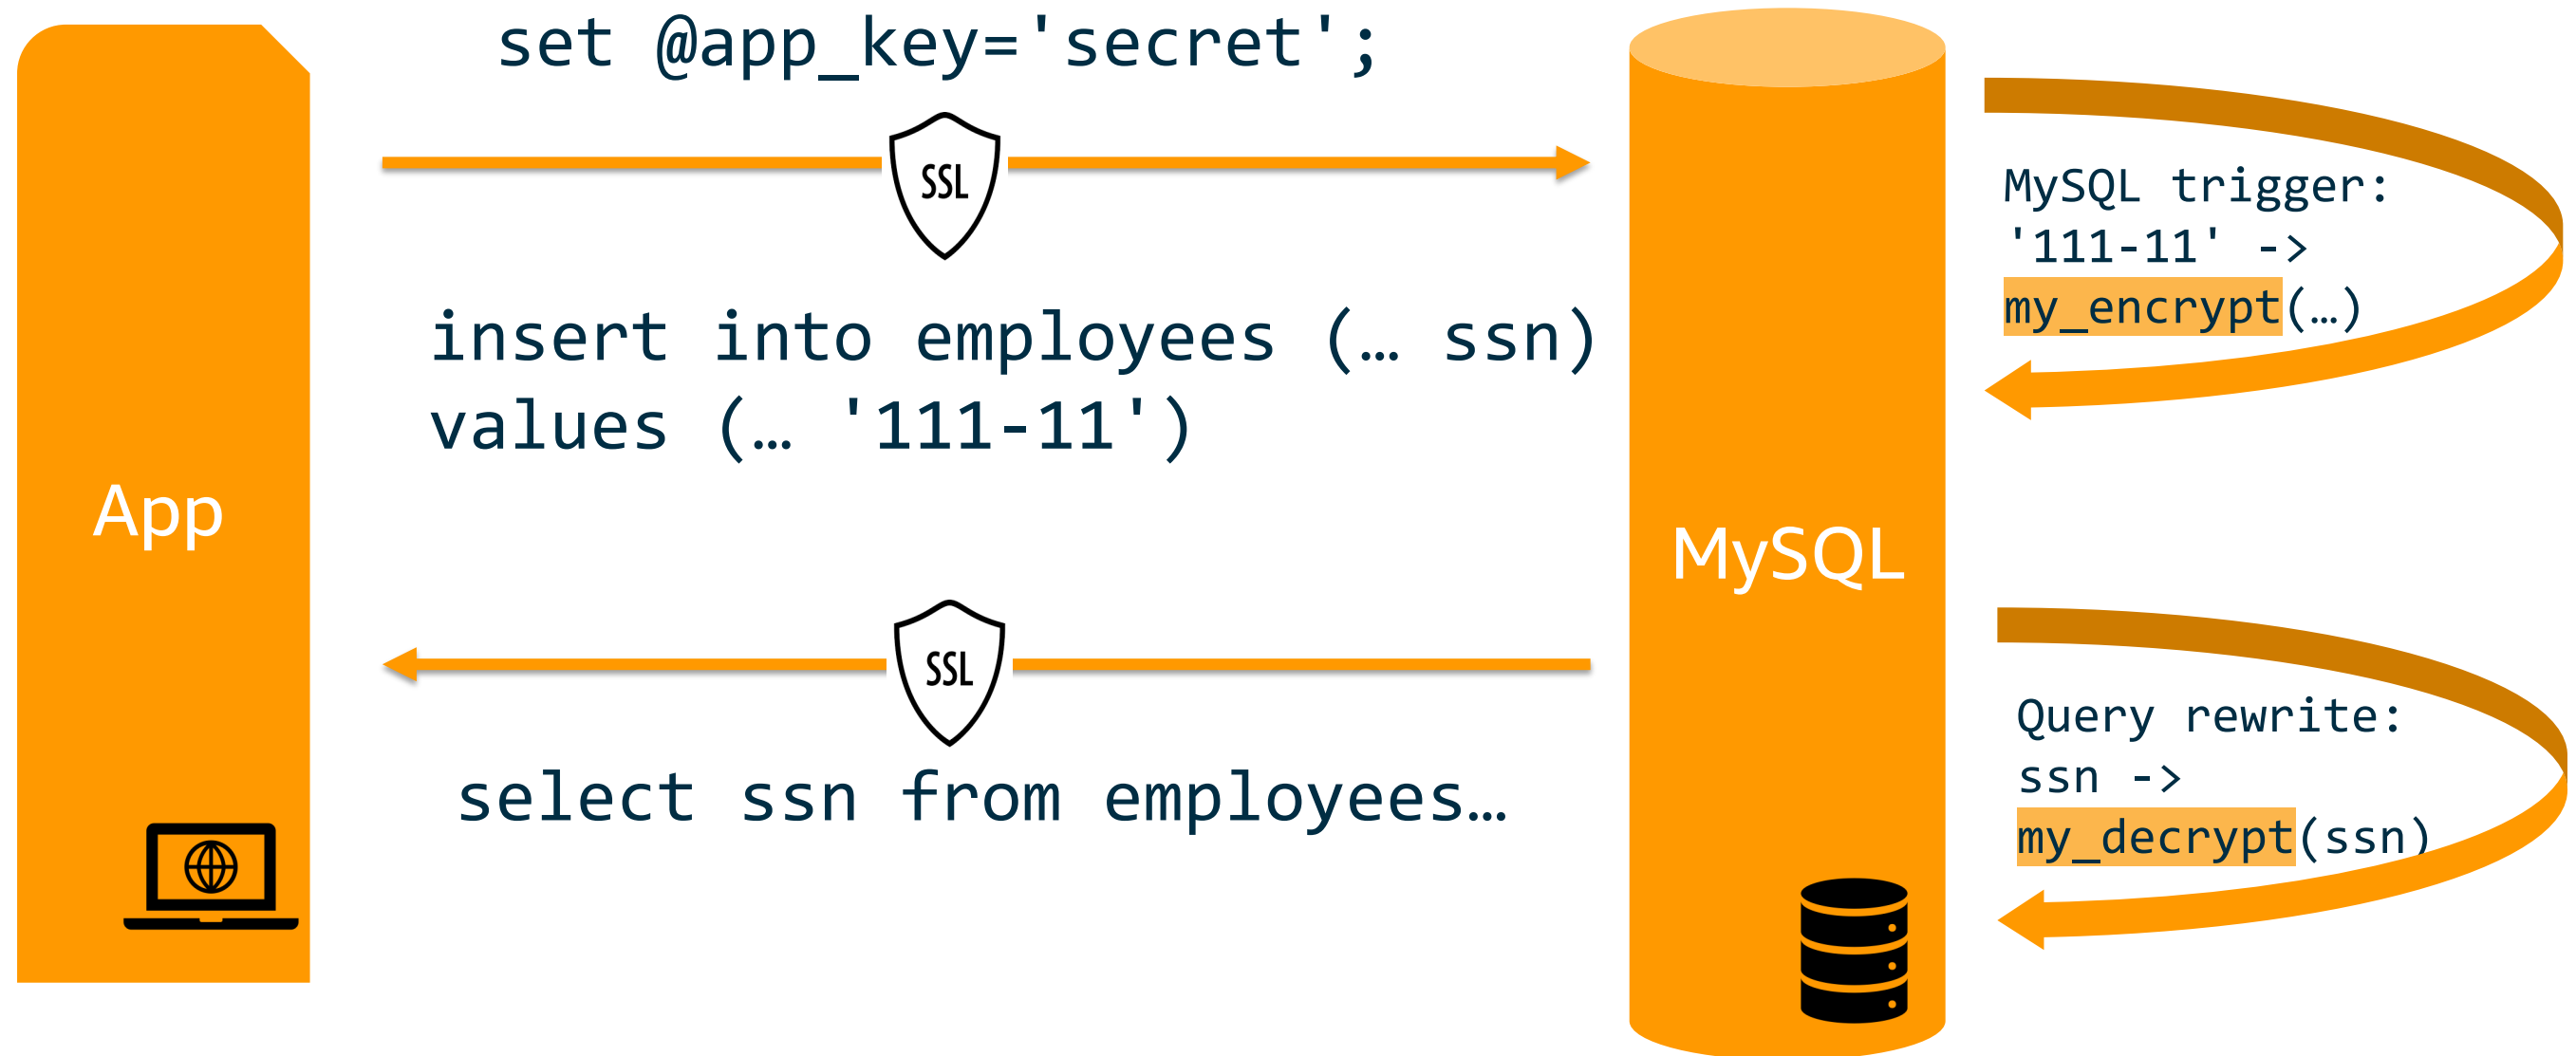 set @app_key='secret';
SSL
insert into employees (… ssn)
values (… '111-11')
App
SSL
select ssn from employees…
MySQL
MySQL trigger:
'111-11' ->
my_encrypt(…)
Query rewrite:
ssn ->
my_decrypt(ssn)